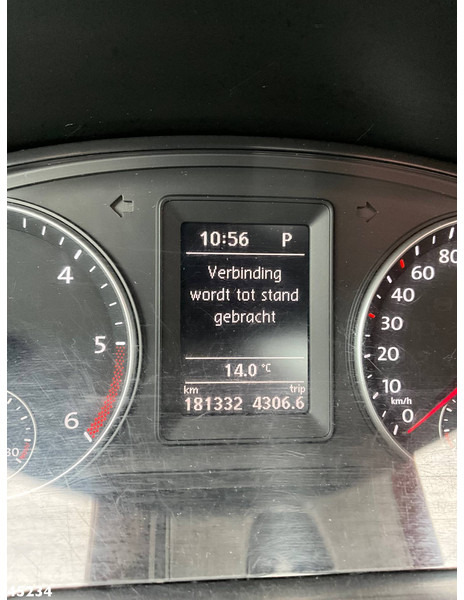 10:56 P
Verbinding
wordt tot stand
gebracht
14.0 °C
km trip
181332 4306.6
4
5
6
80
60
40
30
20
10
km/h
0